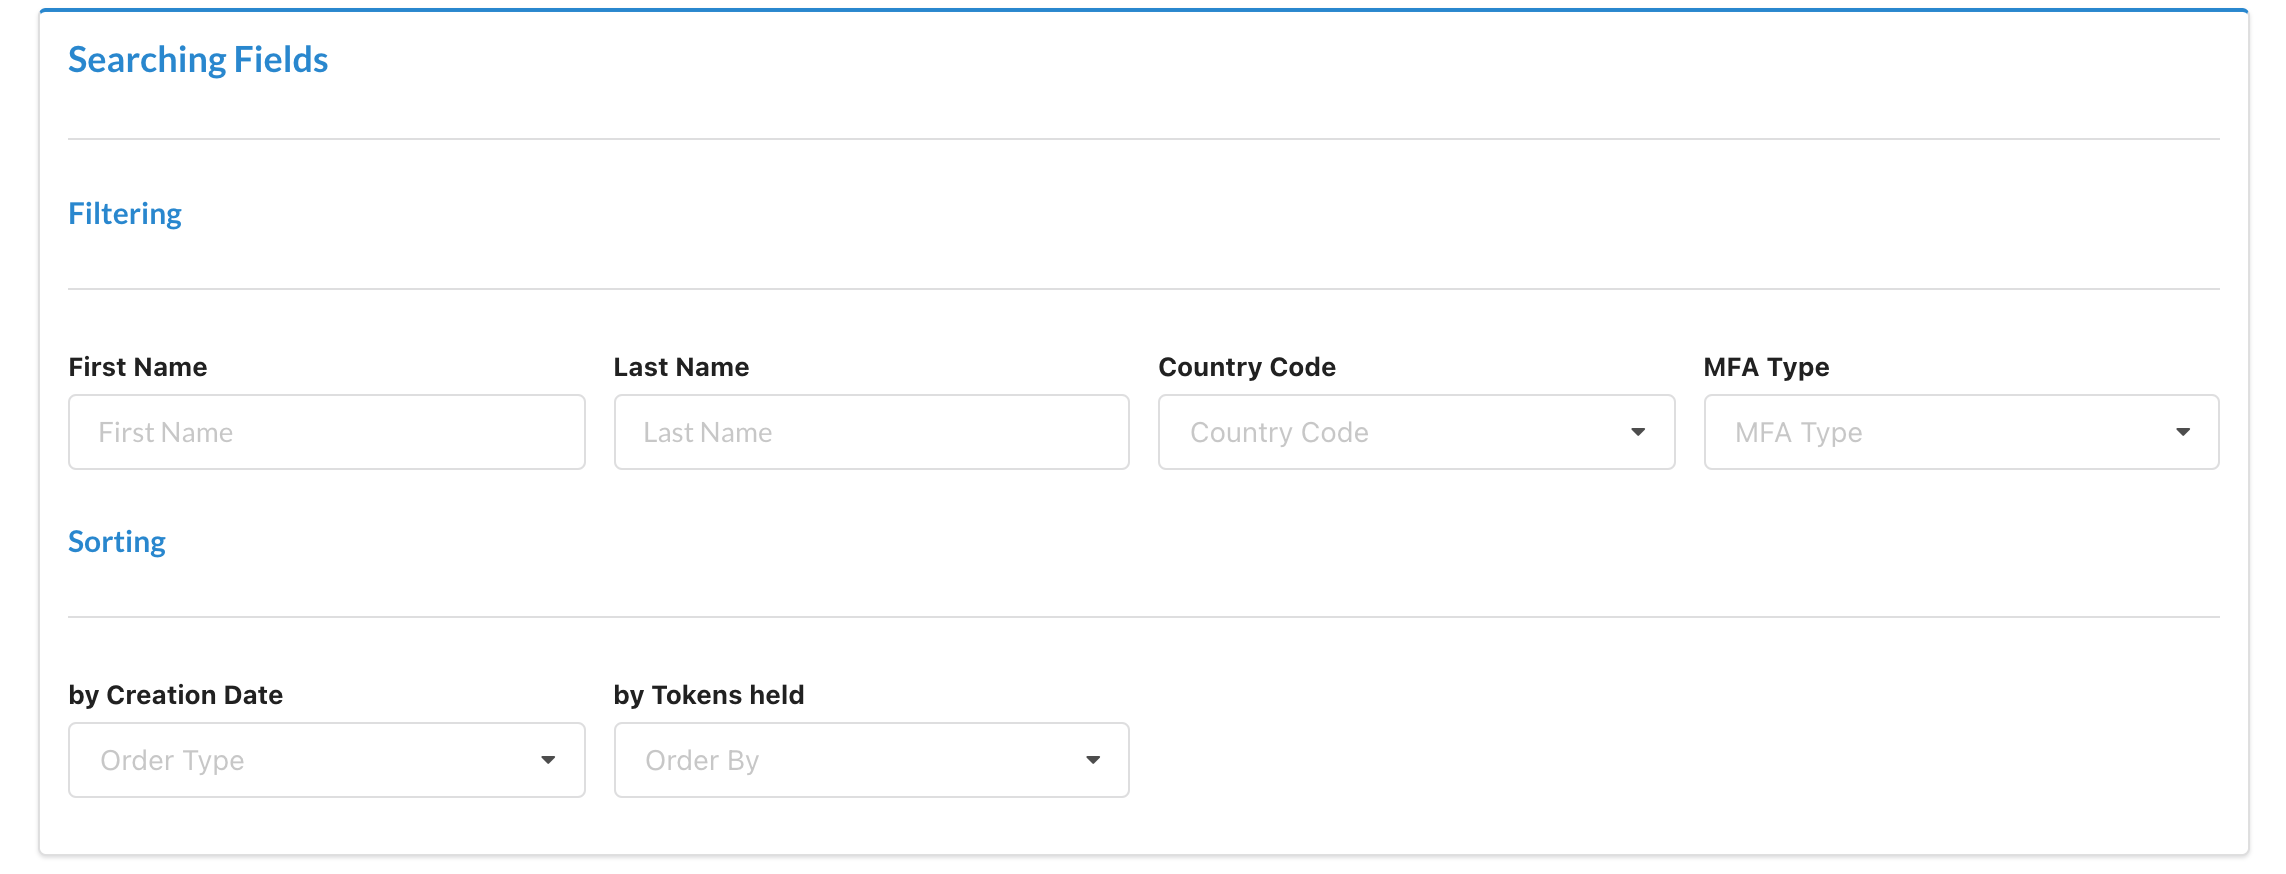 Searching Fields
Filtering
First Name Last Name Country Code MFA Type
First Name Last Name Country Code MFA Type
Sorting
by Creation Date by Tokens held
Order Type Order By